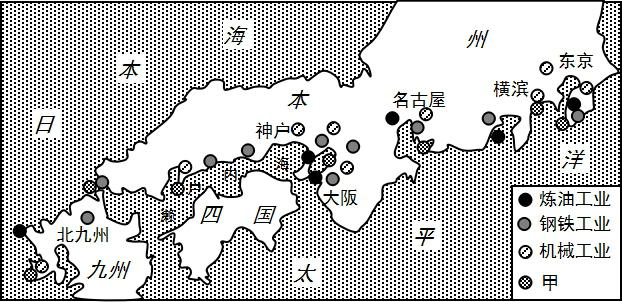 日 本 海
本 州
东京
横滨
名古屋
神户
大阪
濑 户 内 海
四 国
北九州
九州
太 平 洋
炼油工业
钢铁工业
机械工业
甲